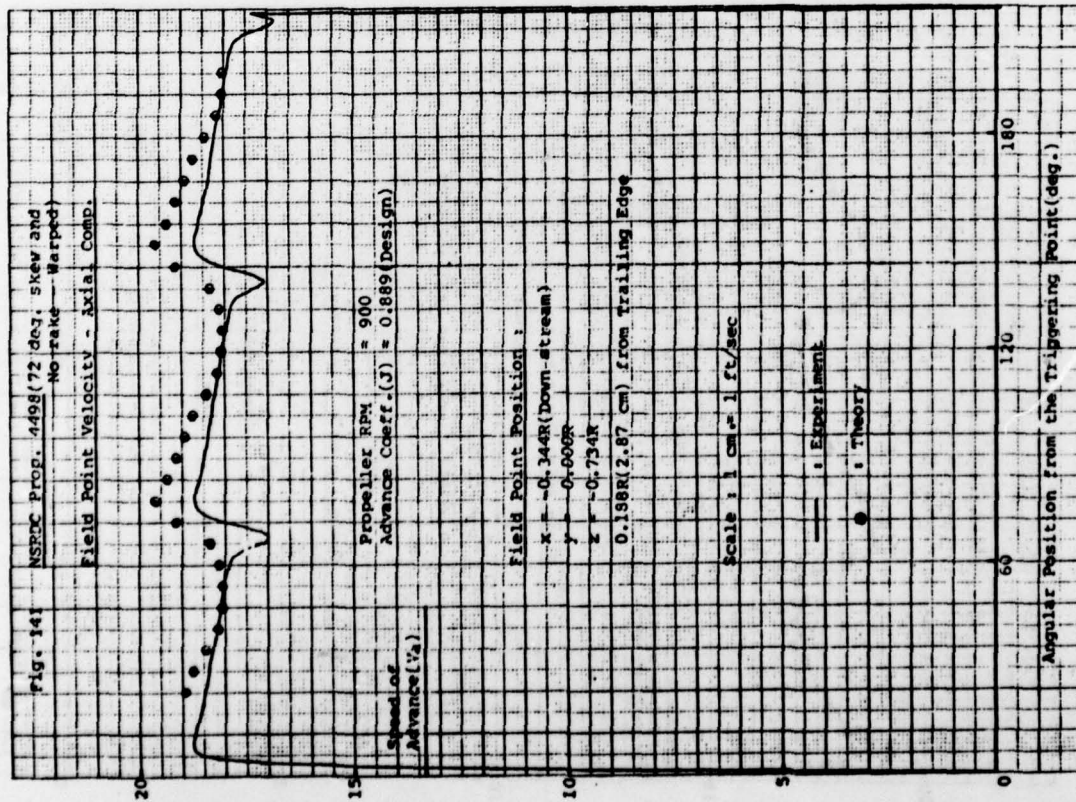 Fig. 141 NSRDC Prop. 4498(72 deg. skew and
No rake - Warped)
Field Point Velocity - Axial Comp.
Propeller RPM = 900
Advance Coeff.(J) = 0.889(Design)
Speed of
Advance(Va)
Field Point Position :
x = -0.344R(Down-stream)
y = 0.000R
z = -0.734R
0.188R(2.87 cm) from Trailing Edge
Scale : 1 cm.= 1 ft/sec
: Experiment
: Theory
20
15
10
5
0
60
120
180
Angular Position from the Triggering Point(deg.)